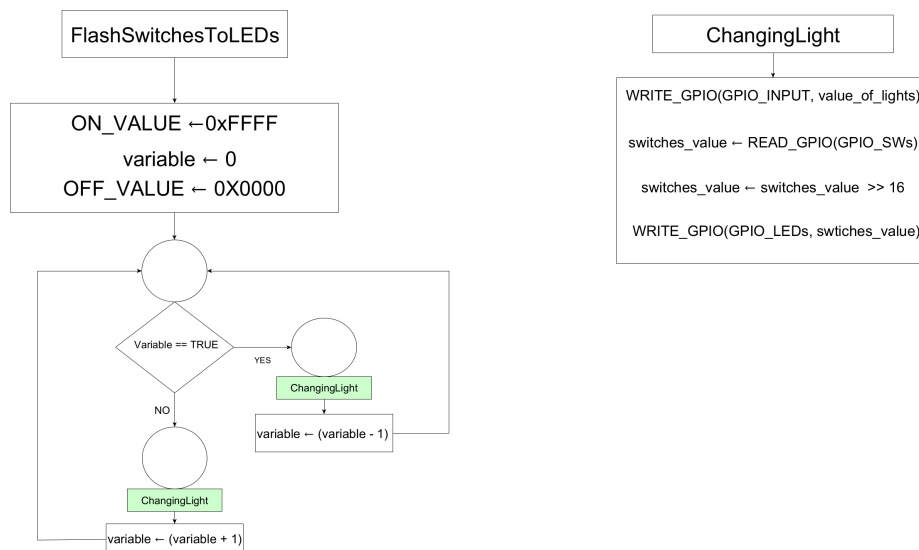 FlashSwitchesToLEDs
ON_VALUE ←0xFFFF
variable ← 0
OFF_VALUE ← 0X0000
Variable == TRUE
YES
ChangingLight
variable ← (variable - 1)
NO
ChangingLight
variable ← (variable + 1)
ChangingLight
WRITE_GPIO(GPIO_INPUT, value_of_lights)
switches_value ← READ_GPIO(GPIO_SWs)
switches_value ← switches_value >> 16
WRITE_GPIO(GPIO_LEDs, swtiches_value)